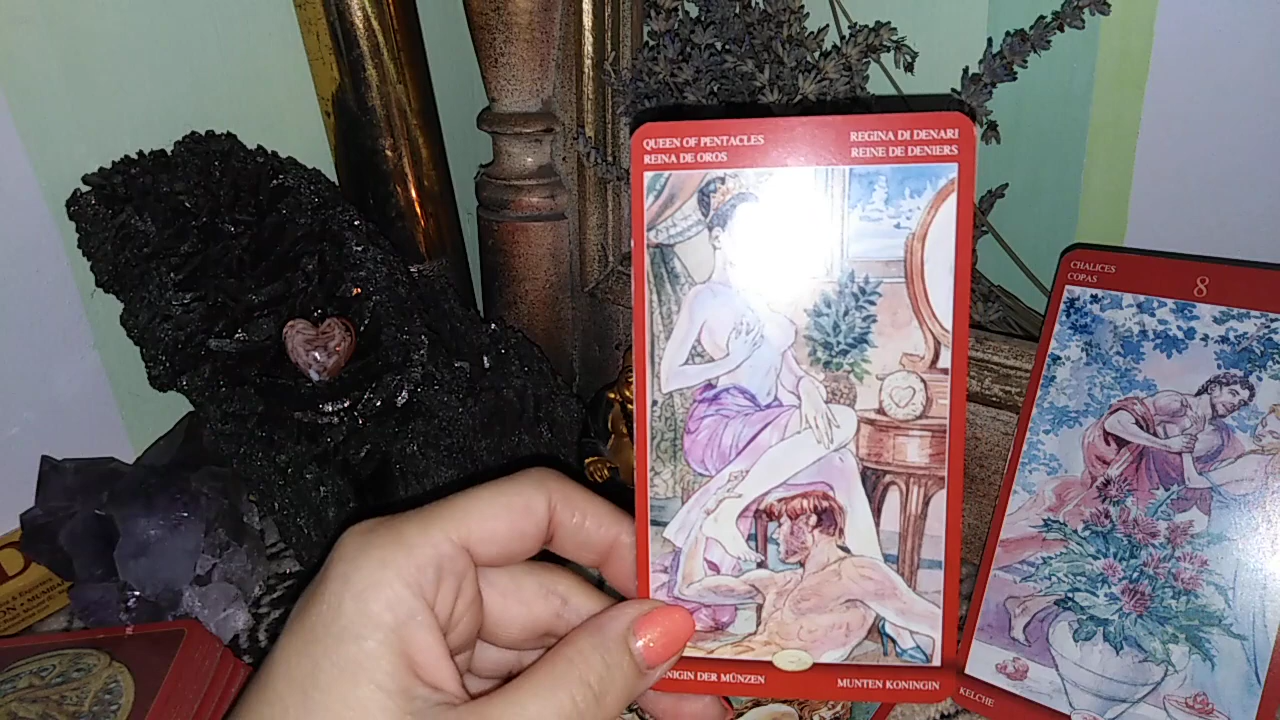 QUEEN OF PENTACLES
REINA DE OROS
REGINA DI DENARI
REINE DE DENIERS
DER MÜNZEN
MUNTEN KONINGIN
CHALICES
COPAS
8
KELCHE